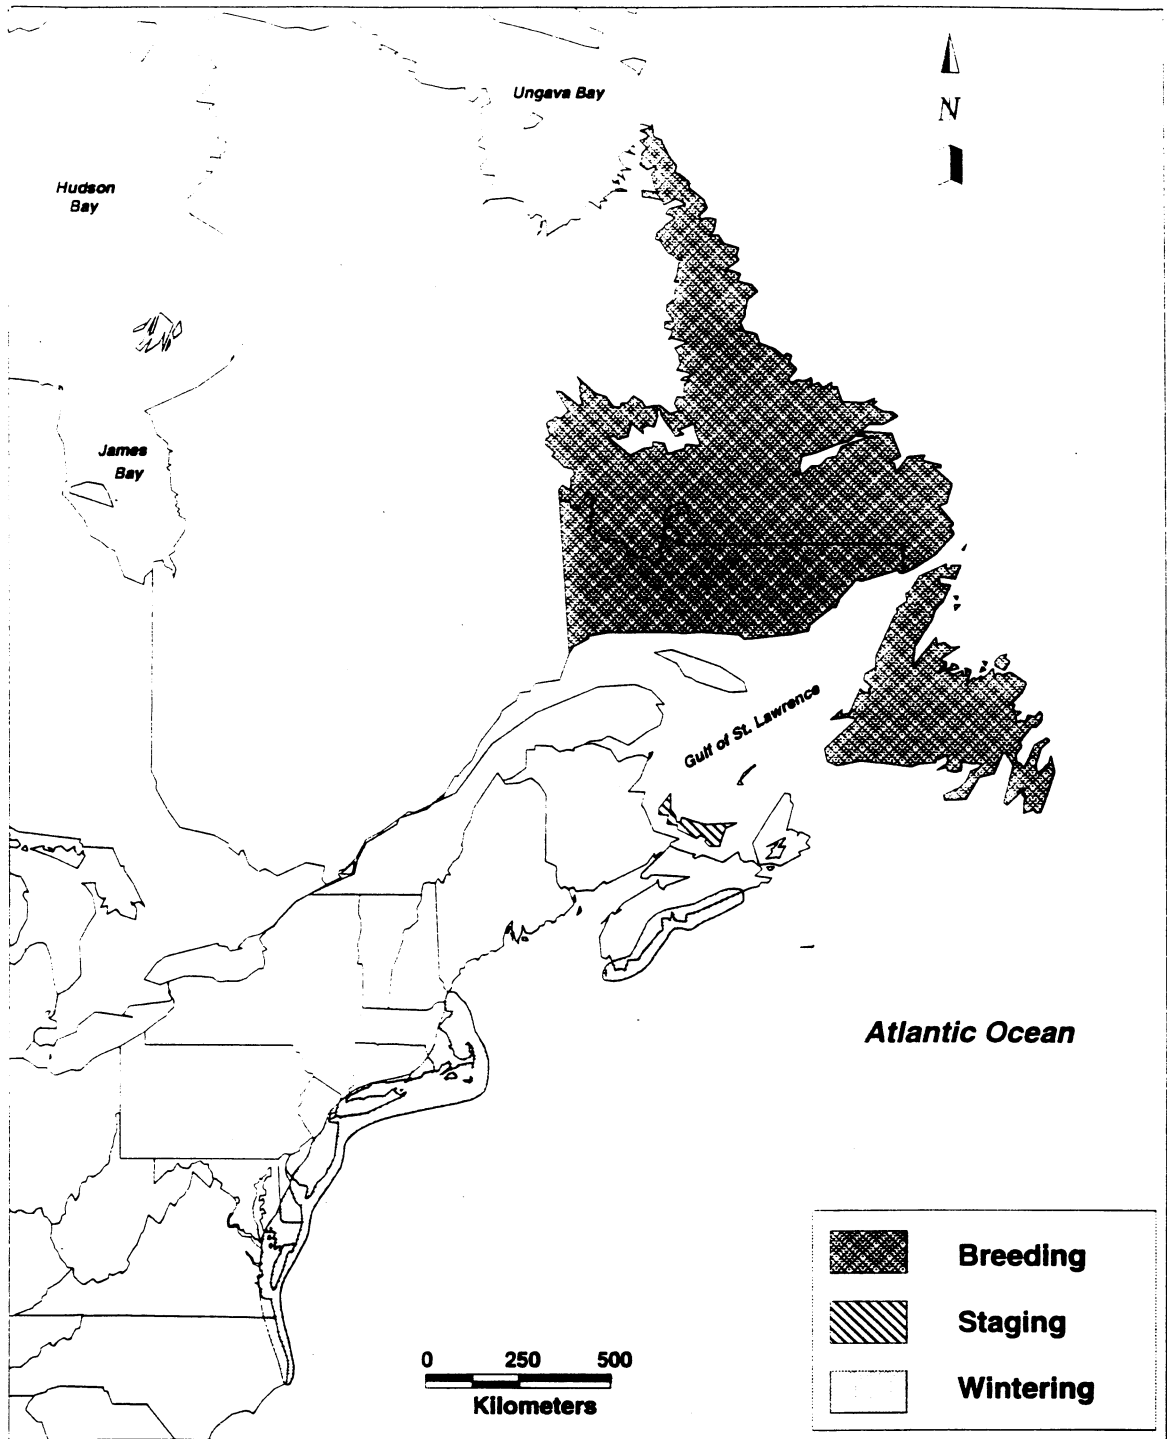 Ungava Bay
N
Hudson
Bay
James
Bay
Gulf of St. Lawrence
Atlantic Ocean
Breeding
Staging
Wintering
0 250 500
Kilometers